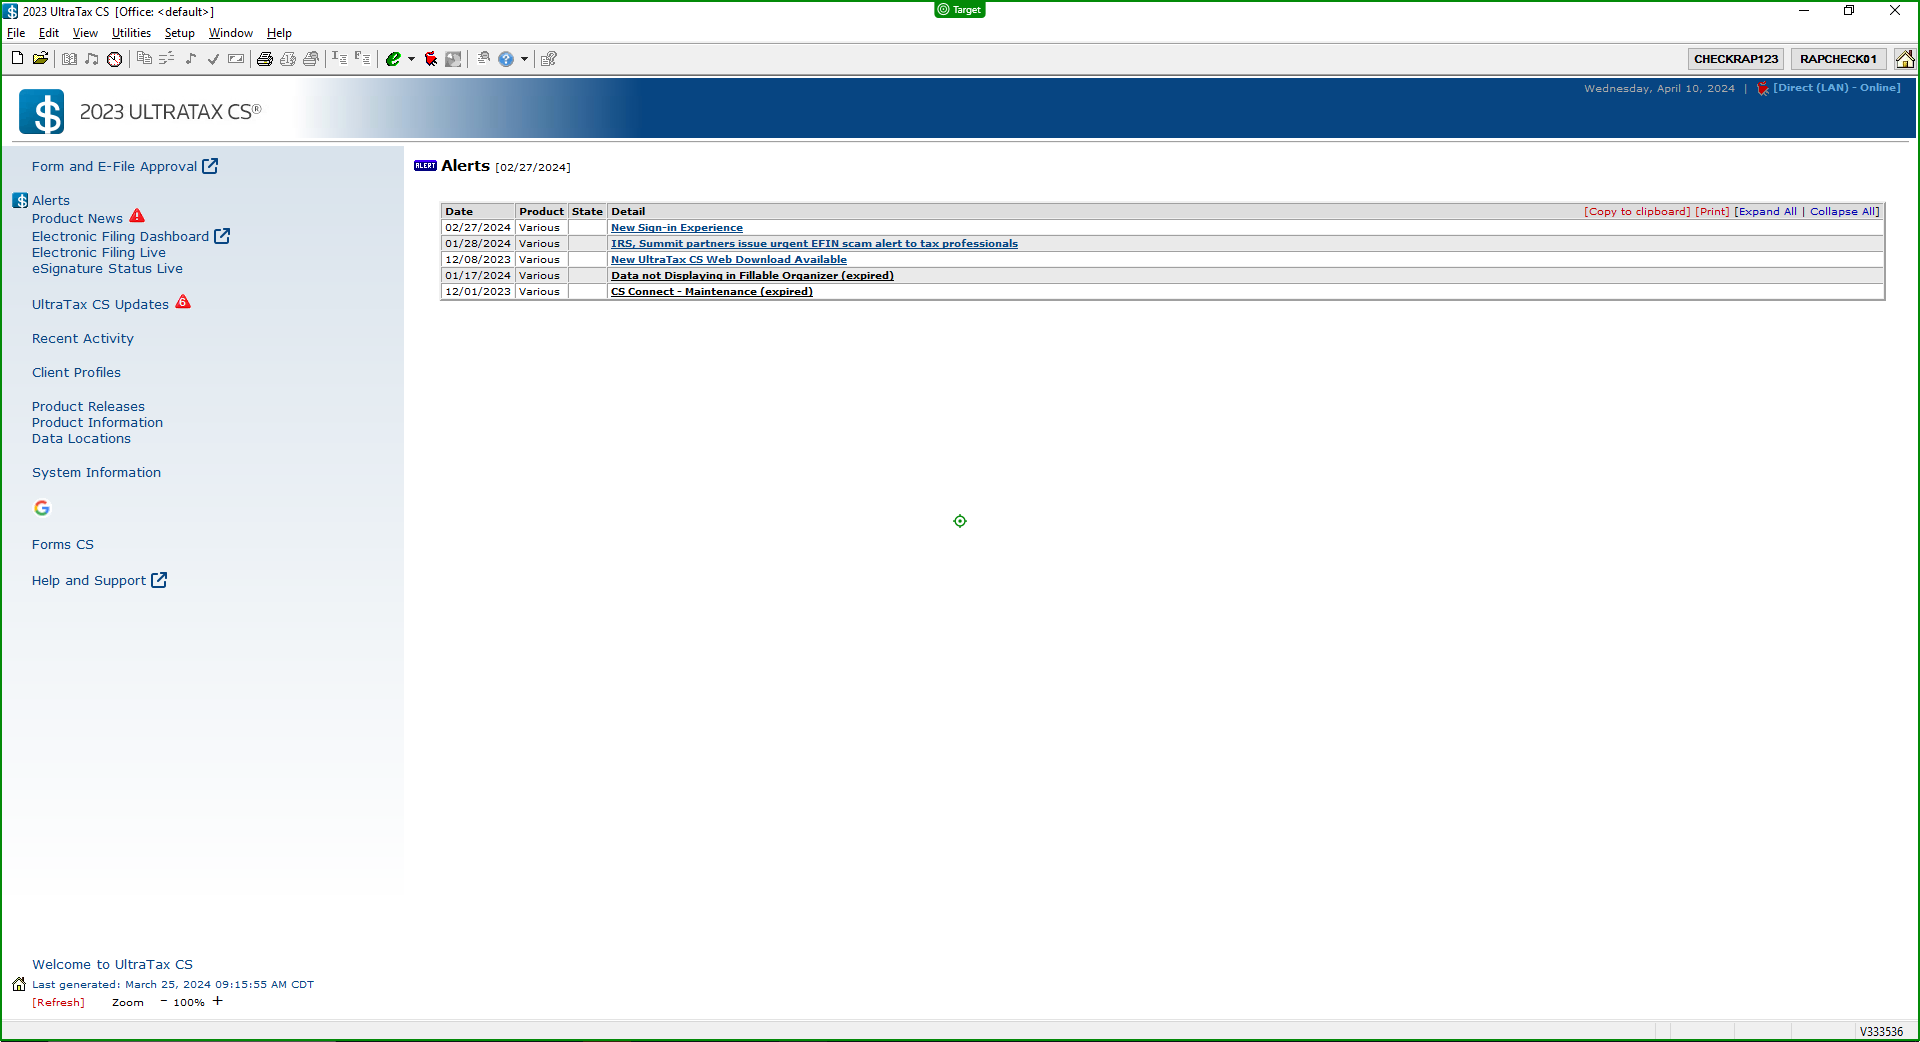 2023 UltraTax CS [Office: <default>]
Target
File Edit View Utilities Setup Window Help
CHECKRAP123 RAPCHECK01
2023 ULTRATAX CS®
Wednesday, April 10, 2024 | [Direct (LAN) - Online]
Form and E-File Approval
Alerts
Product News
Electronic Filing Dashboard
Electronic Filing Live
eSignature Status Live
UltraTax CS Updates 6
Recent Activity
Client Profiles
Product Releases
Product Information
Data Locations
System Information
G
Forms CS
Help and Support
ALERT Alerts [02/27/2024]
Date Product State Detail [Copy to clipboard] [Print] [Expand All | Collapse All]
02/27/2024 Various New Sign-in Experience
01/28/2024 Various IRS, Summit partners issue urgent EFIN scam alert to tax professionals
12/08/2023 Various New UltraTax CS Web Download Available
01/17/2024 Various Data not Displaying in Fillable Organizer (expired)
12/01/2023 Various CS Connect - Maintenance (expired)
Welcome to UltraTax CS
Last generated: March 25, 2024 09:15:55 AM CDT
[Refresh] Zoom - 100% +
V333536